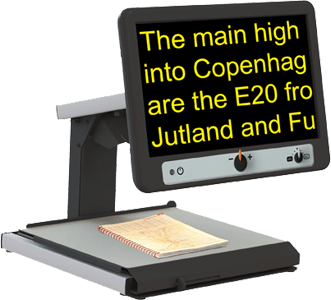 The main high
into Copenhag
are the E20 fro
Jutland and Fu